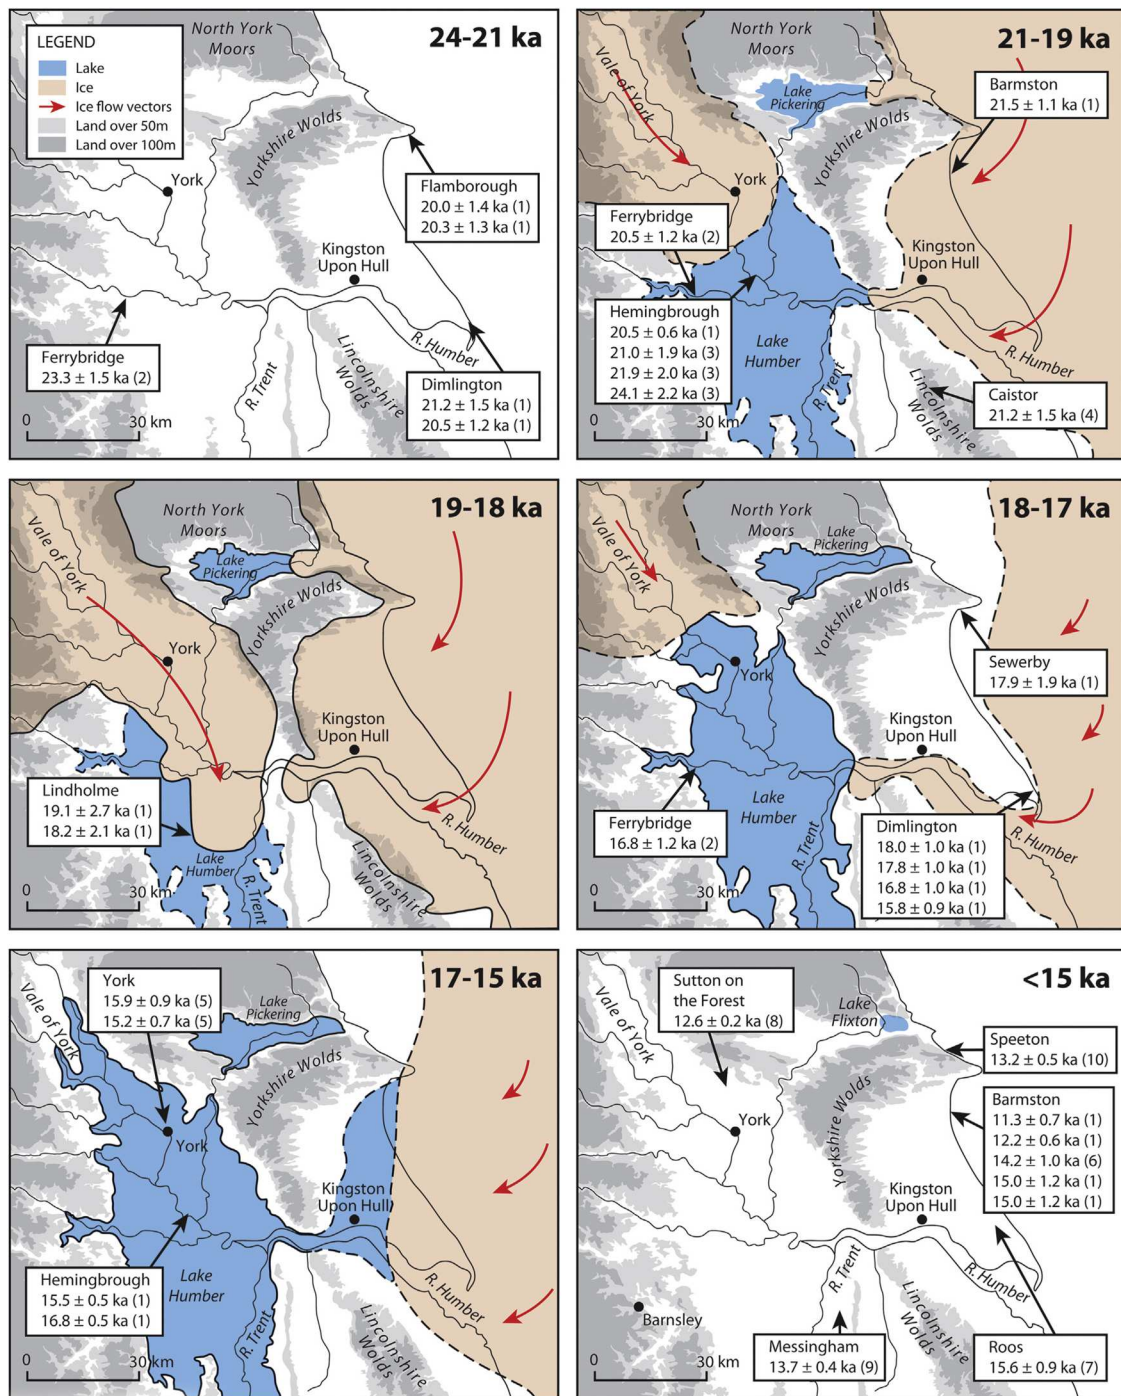 24-21 ka
LEGEND
Lake
Ice
Ice flow vectors
Land over 50m
Land over 100m
North York
Moors
Yorkshire Wolds
York
Flamborough
20.0 ± 1.4 ka (1)
20.3 ± 1.3 ka (1)
Kingston
Upon Hull
Ferrybridge
23.3 ± 1.5 ka (2)
R. Trent
Lincolnshire
Wolds
R. Humber
Dimlington
21.2 ± 1.5 ka (1)
20.5 ± 1.2 ka (1)
0
30 km
21-19 ka
North York
Moors
Vale of York
Lake
Pickering
Yorkshire Wolds
Barmston
21.5 ± 1.1 ka (1)
York
Ferrybridge
20.5 ± 1.2 ka (2)
Kingston
Upon Hull
Hemingbrough
20.5 ± 0.6 ka (1)
21.0 ± 1.9 ka (3)
21.9 ± 2.0 ka (3)
24.1 ± 2.2 ka (3)
Lake
Humber
R. Trent
Lincolnshire
Wolds
R. Humber
Caistor
21.2 ± 1.5 ka (4)
0
30 km
19-18 ka
North York
Moors
Vale of York
Lake
Pickering
Yorkshire Wolds
York
Kingston
Upon Hull
Lindholme
19.1 ± 2.7 ka (1)
18.2 ± 2.1 ka (1)
Lake
Humber
R. Trent
Lincolnshire
Wolds
R. Humber
0
30 km
18-17 ka
North York
Moors
Vale of York
Lake
Pickering
Yorkshire Wolds
York
Sewerby
17.9 ± 1.9 ka (1)
Kingston
Upon Hull
Ferrybridge
16.8 ± 1.2 ka (2)
Lake
Humber
R. Trent
R. Humber
Dimlington
18.0 ± 1.0 ka (1)
17.8 ± 1.0 ka (1)
16.8 ± 1.0 ka (1)
15.8 ± 0.9 ka (1)
0
30 km
17-15 ka
York
15.9 ± 0.9 ka (5)
15.2 ± 0.7 ka (5)
Vale of York
Lake
Pickering
Yorkshire Wolds
York
Kingston
Upon Hull
Hemingbrough
15.5 ± 0.5 ka (1)
16.8 ± 0.5 ka (1)
Lake
Humber
R. Trent
Lincolnshire
Wolds
R. Humber
0
30 km
<15 ka
Vale of York
Sutton on
the Forest
12.6 ± 0.2 ka (8)
Lake
Flixton
Speeton
13.2 ± 0.5 ka (10)
Yorkshire Wolds
York
Barmston
11.3 ± 0.7 ka (1)
12.2 ± 0.6 ka (1)
14.2 ± 1.0 ka (6)
15.0 ± 1.2 ka (1)
15.0 ± 1.2 ka (1)
Kingston
Upon Hull
R. Trent
R. Humber
Barnsley
Lincolnshire
Wolds
Messingham
13.7 ± 0.4 ka (9)
Roos
15.6 ± 0.9 ka (7)
0
30 km